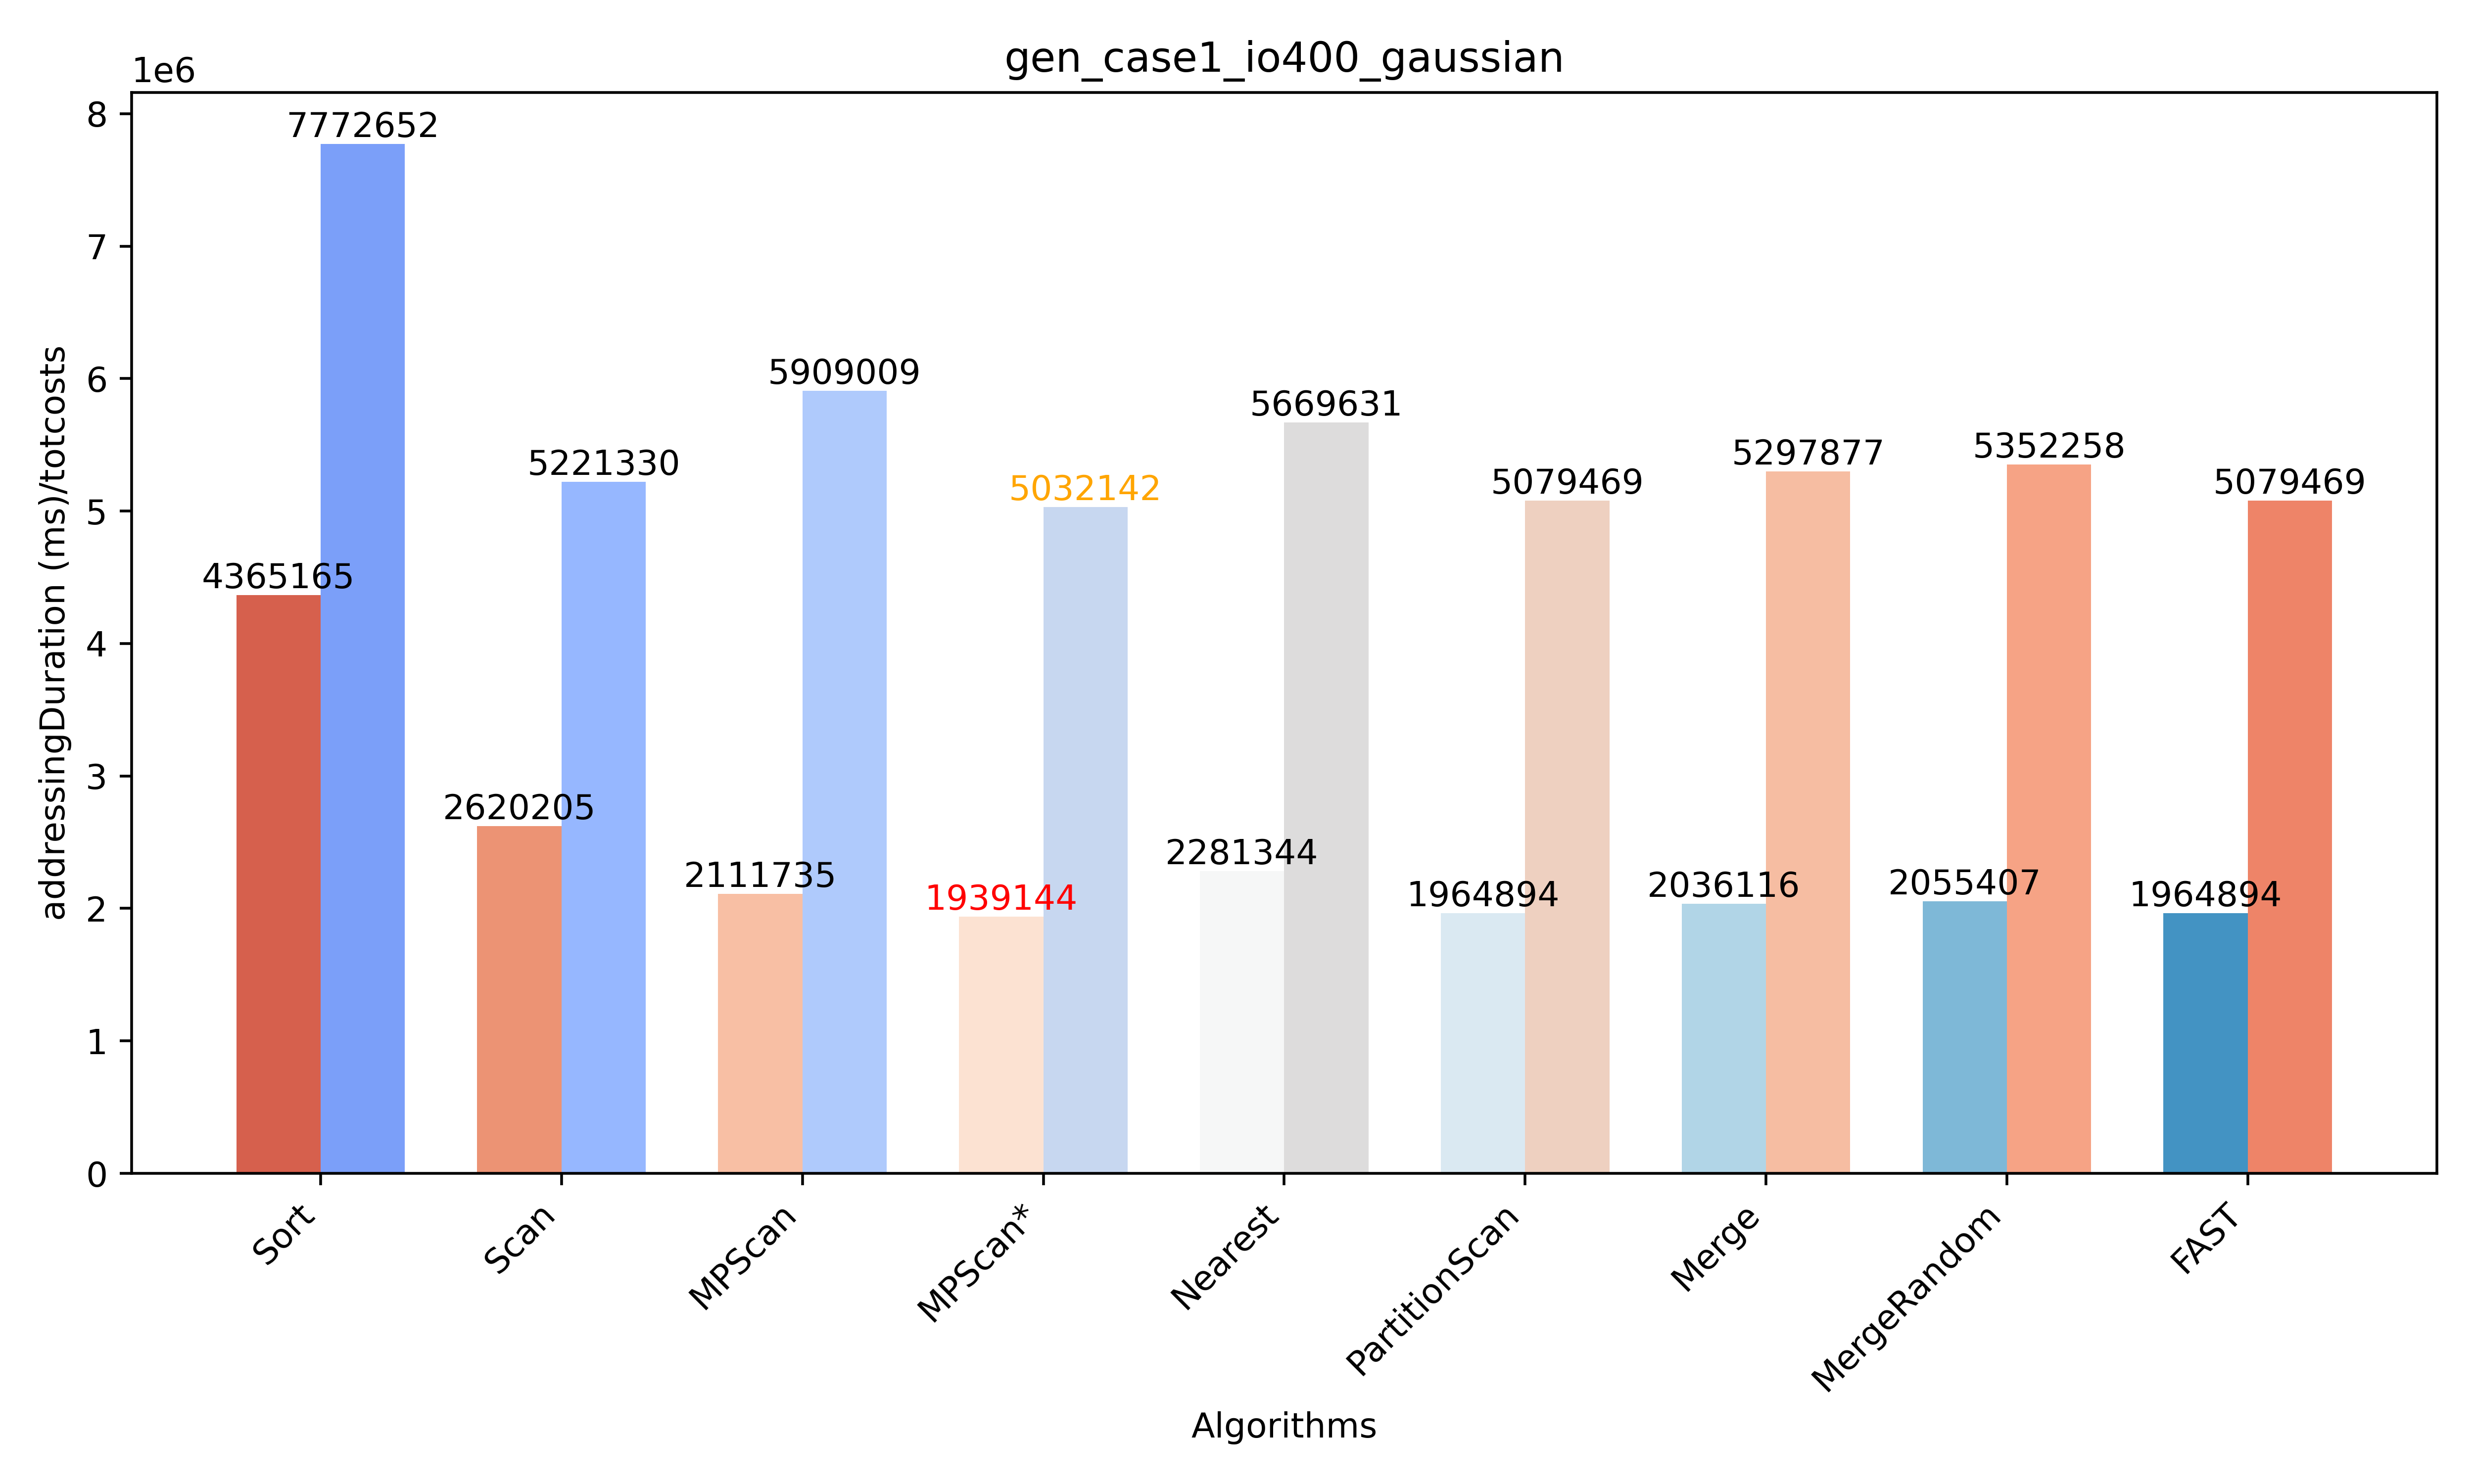 gen_case1_io400_gaussian
1e6
8
7
6
5
4
3
2
1
0
addressingDuration (ms)/totcosts
4365165
7772652
2620205
5221330
2111735
5909009
1939144
5032142
2281344
5669631
1964894
5079469
2036116
5297877
2055407
5352258
1964894
5079469
Sort
Scan
MPScan
MPScan*
Nearest
PartitionScan
Merge
MergeRandom
FAST
Algorithms